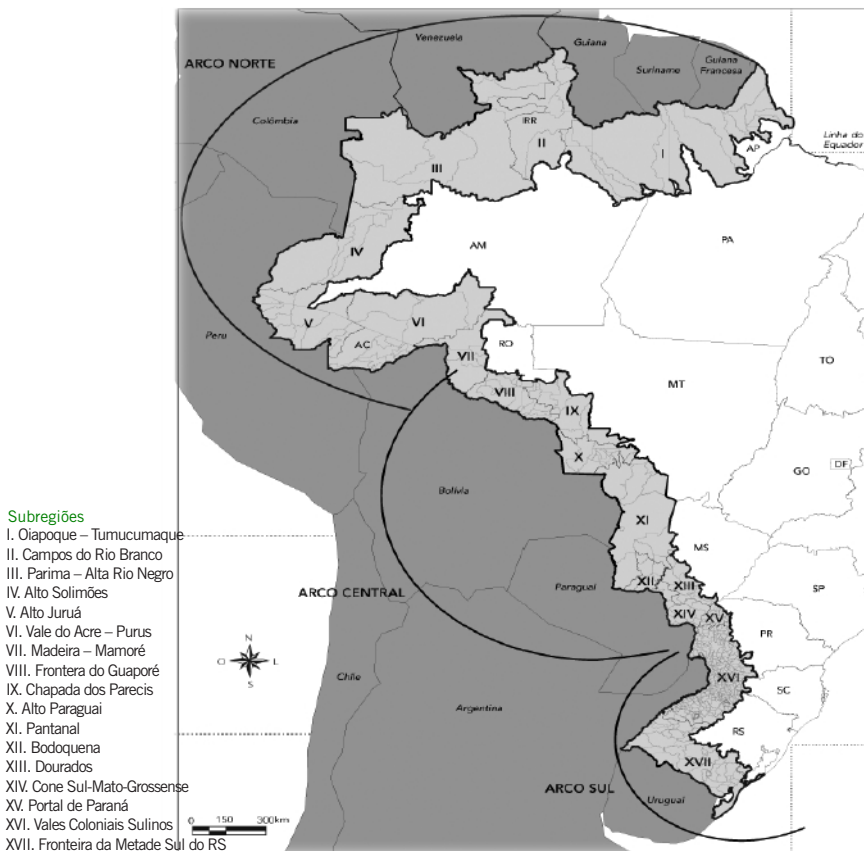 ARCO NORTE
Venezuela
Guiana
Suriname
Guiana
Francesa
Colômbia
Linha do
Equador
RR
II
I
AP
III
IV
AM
PA
Peru
V
VI
AC
VII
RO
VIII
IX
X
MT
TO
GO
DF
Bolívia
XI
MS
XII
XIII
XIV
XV
SP
PR
Paraguai
ARCO CENTRAL
XVI
SC
RS
XVII
Chile
Argentina
ARCO SUL
Uruguai
N
O
L
S
0 150 300km
Subregiões
I. Oiapoque – Tumucumaque
II. Campos do Rio Branco
III. Parima – Alta Rio Negro
IV. Alto Solimões
V. Alto Juruá
VI. Vale do Acre – Purus
VII. Madeira – Mamoré
VIII. Frontera do Guaporé
IX. Chapada dos Parecis
X. Alto Paraguai
XI. Pantanal
XII. Bodoquena
XIII. Dourados
XIV. Cone Sul-Mato-Grossense
XV. Portal de Paraná
XVI. Vales Coloniais Sulinos
XVII. Fronteira da Metade Sul do RS